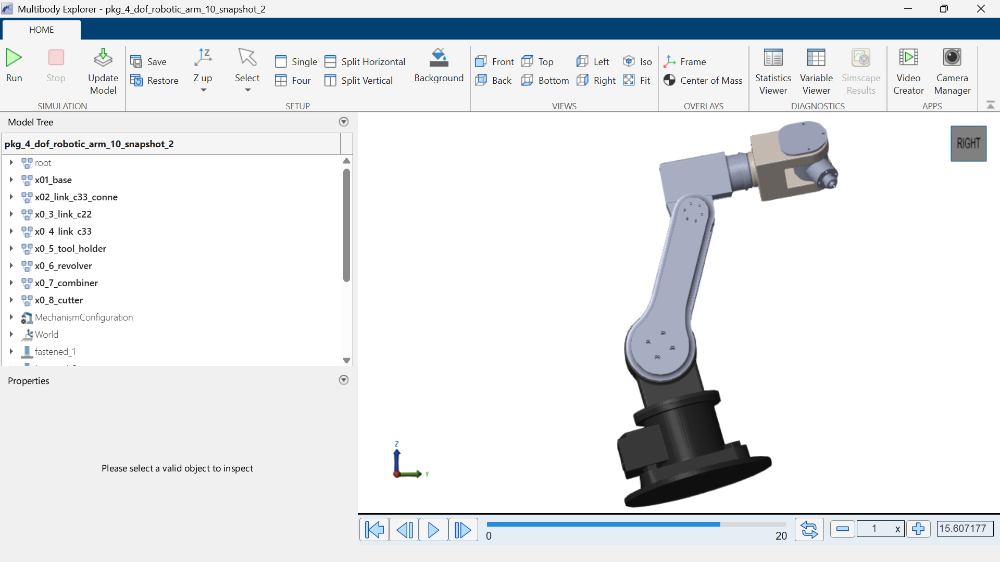 Multibody Explorer - pkg_4_dof_robotic_arm_10_snapshot_2
HOME
Run
Stop
Update
Model
SIMULATION
Save
Restore
Z
Z up
Select
Single
Four
Split Horizontal
Split Vertical
Background
SETUP
Front
Back
Top
Bottom
Left
Right
Iso
Fit
VIEWS
Frame
Center of Mass
OVERLAYS
Statistics
Viewer
Variable
Viewer
Simscape
Results
DIAGNOSTICS
Video
Creator
Camera
Manager
APPS
Model Tree
pkg_4_dof_robotic_arm_10_snapshot_2
root
x01_base
x02_link_c33_conne
x0_3_link_c22
x0_4_link_c33
x0_5_tool_holder
x0_6_revolver
x0_7_combiner
x0_8_cutter
MechanismConfiguration
World
fastened_1
Properties
Please select a valid object to inspect
RIGHT
Z
Y
0
20
1 x
15.607177